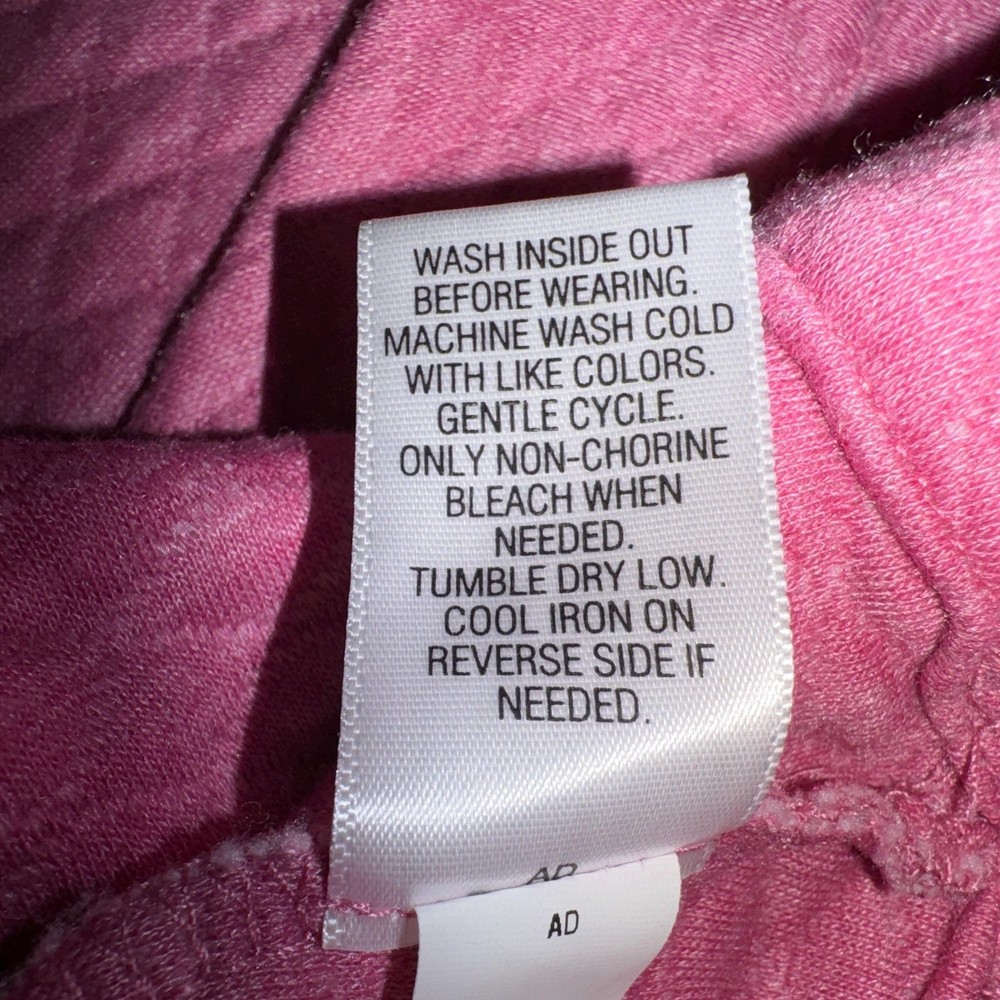 WASH INSIDE OUT
BEFORE WEARING.
MACHINE WASH COLD
WITH LIKE COLORS.
GENTLE CYCLE.
ONLY NON-CHORINE
BLEACH WHEN
NEEDED.
TUMBLE DRY LOW.
COOL IRON ON
REVERSE SIDE IF
NEEDED.
AD
AD